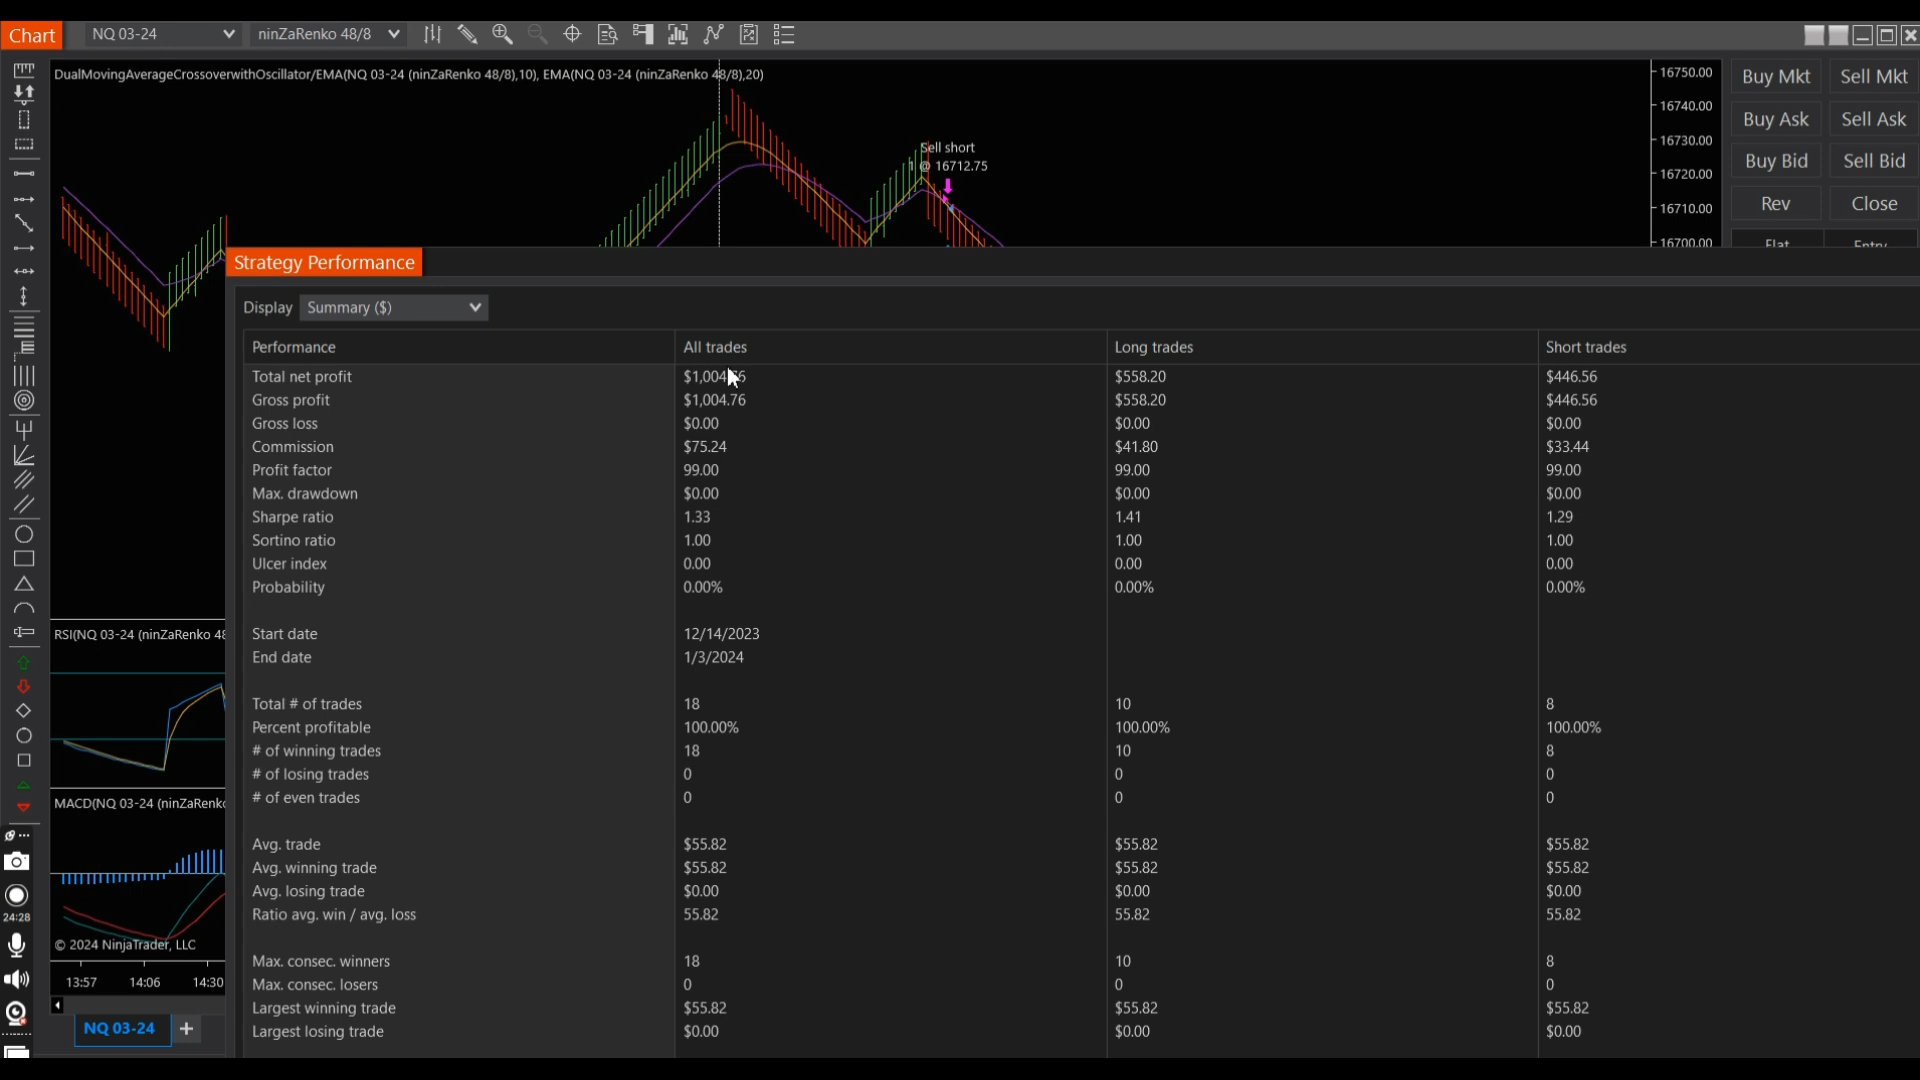 Chart NQ 03-24 ninZaRenko 48/8
DualMovingAverageCrossoverwithOscillator/EMA(NQ 03-24 (ninZaRenko 48/8),10), EMA(NQ 03-24 (ninZaRenko 48/8),20)
16750.00
16740.00
16730.00
16720.00
16710.00
16700.00
Sell short
1 @ 16712.75
Buy Mkt Sell Mkt
Buy Ask Sell Ask
Buy Bid Sell Bid
Rev Close
Flat Entry
Strategy Performance
Display Summary ($)
Performance All trades Long trades Short trades
Total net profit $558.20 $446.56
Gross profit $1,004.76 $558.20 $446.56
Gross loss $0.00 $0.00 $0.00
Commission $75.24 $41.80 $33.44
Profit factor 99.00 99.00 99.00
Max. drawdown $0.00 $0.00 $0.00
Sharpe ratio 1.33 1.41 1.29
Sortino ratio 1.00 1.00 1.00
Ulcer index 0.00 0.00 0.00
Probability 0.00% 0.00% 0.00%
Start date 12/14/2023
End date 1/3/2024
Total # of trades 18 10 8
Percent profitable 100.00% 100.00% 100.00%
# of winning trades 18 10 8
# of losing trades 0 0 0
# of even trades 0 0 0
Avg. trade $55.82 $55.82 $55.82
Avg. winning trade $55.82 $55.82 $55.82
Avg. losing trade $0.00 $0.00 $0.00
Ratio avg. win / avg. loss 55.82 55.82 55.82
Max. consec. winners 18 10 8
Max. consec. losers 0 0 0
Largest winning trade $55.82 $55.82 $55.82
Largest losing trade $0.00 $0.00 $0.00
RSI(NQ 03-24 (ninZaRenko 48
MACD(NQ 03-24 (ninZaRenko
© 2024 NinjaTrader, LLC
13:57 14:06 14:30
24:28
NQ 03-24 +